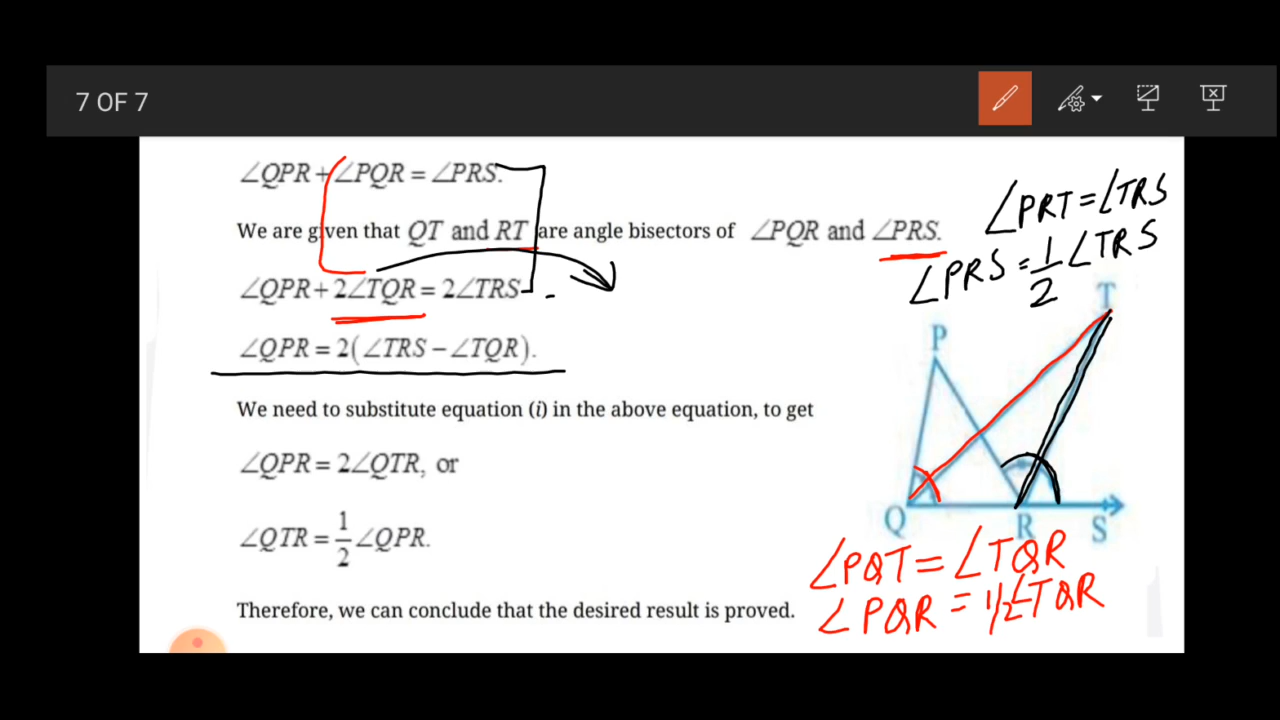 7 OF 7
∠QPR+∠PQR = ∠PRS.
We are given that QT and RT are angle bisectors of ∠PQR and ∠PRS.
∠QPR+2∠TQR = 2∠TRS
∠QPR = 2(∠TRS−∠TQR).
We need to substitute equation (i) in the above equation, to get
∠QPR = 2∠QTR, or
∠QTR = 1/2 ∠QPR.
Therefore, we can conclude that the desired result is proved.
∠PRT = ∠TRS
∠PRS = 1/2 ∠TRS
T
P
Q
R
S
∠PQT = ∠TQR
∠PQR = 1/2∠TQR